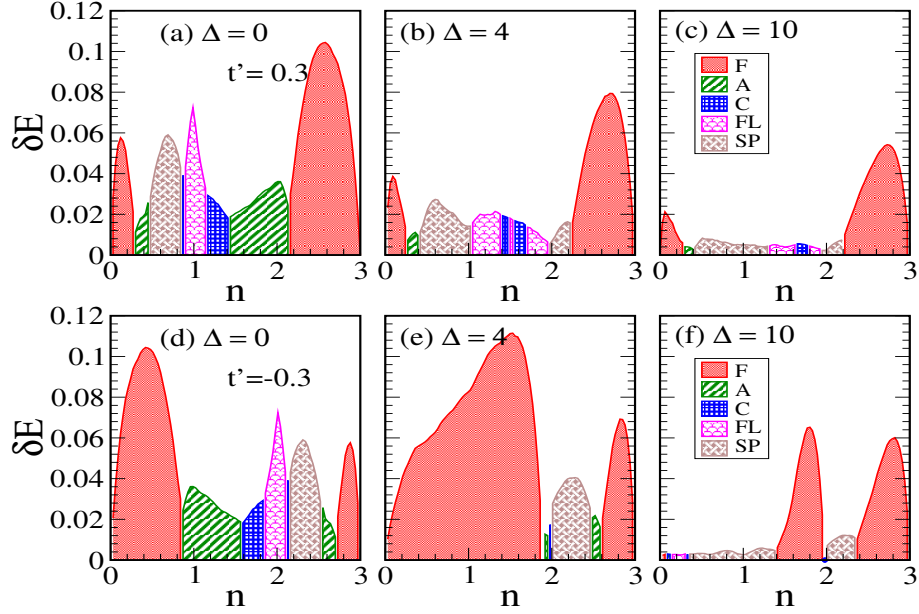 (a) Δ = 0
t'= 0.3
(b) Δ = 4
(c) Δ = 10
F
A
C
FL
SP
0.12
0.1
0.08
0.06
0.04
0.02
0
δE
0 1 2 3
n
0 1 2 3
n
0 1 2 3
n
(d) Δ = 0
t'=-0.3
(e) Δ = 4
(f) Δ = 10
F
A
C
FL
SP
0.12
0.1
0.08
0.06
0.04
0.02
0
δE
0 1 2 3
n
0 1 2 3
n
0 1 2 3
n